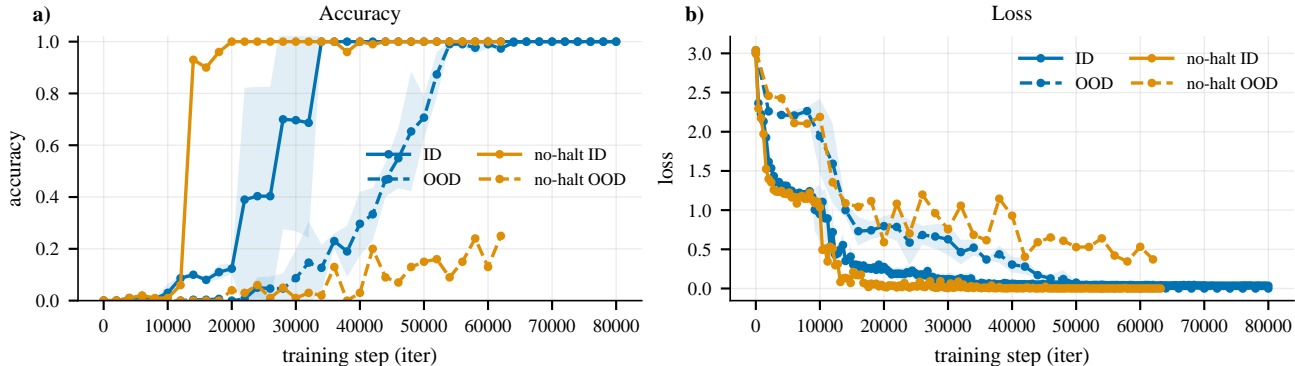 a)
Accuracy
1.0
0.8
0.6
0.4
0.2
0.0
accuracy
ID
OOD
no-halt ID
no-halt OOD
0
10000
20000
30000
40000
50000
60000
70000
80000
training step (iter)
b)
Loss
3.0
2.5
2.0
1.5
1.0
0.5
0.0
loss
ID
OOD
no-halt ID
no-halt OOD
0
10000
20000
30000
40000
50000
60000
70000
80000
training step (iter)